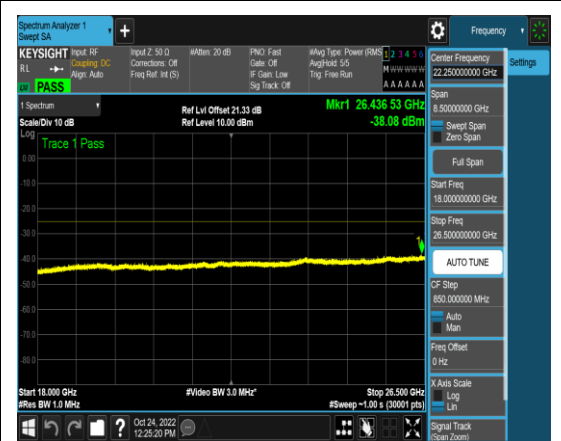 Spectrum Analyzer 1
Swept SA
Frequency
KEYSIGHT
Input: RF
Input Z: 50 Ω
#Atten: 20 dB
PNO: Fast
#Avg Type: Power (RMS
1 2 3 4 5 6
RL
Coupling: DC
Corrections: Off
Gate: Off
Avg|Hold: 5/5
Align: Auto
Freq Ref: Int (S)
IF Gain: Low
Trig: Free Run
M W W W W W
Sig Track: Off
A A A A A A
PASS
1 Spectrum
Ref Lvl Offset 21.33 dB
Mkr1 26.436 53 GHz
Scale/Div 10 dB
Ref Level 10.00 dBm
-38.08 dBm
Log
Trace 1 Pass
0.00
-10.0
-20.0
-30.0
-40.0
-50.0
-60.0
-70.0
-80.0
1
Start 18.000 GHz
#Video BW 3.0 MHz*
Stop 26.500 GHz
#Res BW 1.0 MHz
#Sweep ~1.00 s (30001 pts)
Oct 24, 2022
12:25:20 PM
?
Center Frequency
22.250000000 GHz
Settings
Span
8.50000000 GHz
Swept Span
Zero Span
Full Span
Start Freq
18.000000000 GHz
Stop Freq
26.500000000 GHz
AUTO TUNE
CF Step
850.000000 MHz
Auto
Man
Freq Offset
0 Hz
X Axis Scale
Log
Lin
Signal Track
(Span Zoom)